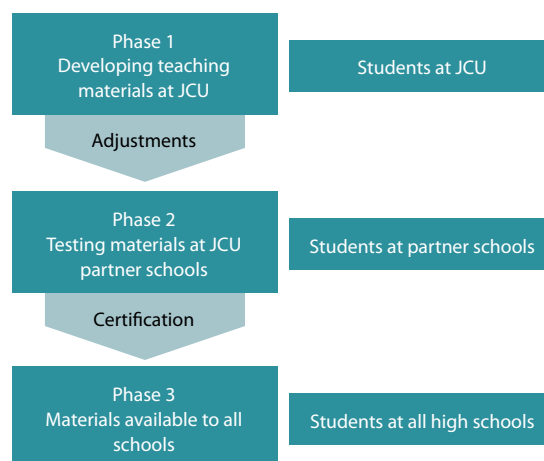 Phase 1
Developing teaching
materials at JCU
Students at JCU
Adjustments
Phase 2
Testing materials at JCU
partner schools
Students at partner schools
Certification
Phase 3
Materials available to all
schools
Students at all high schools